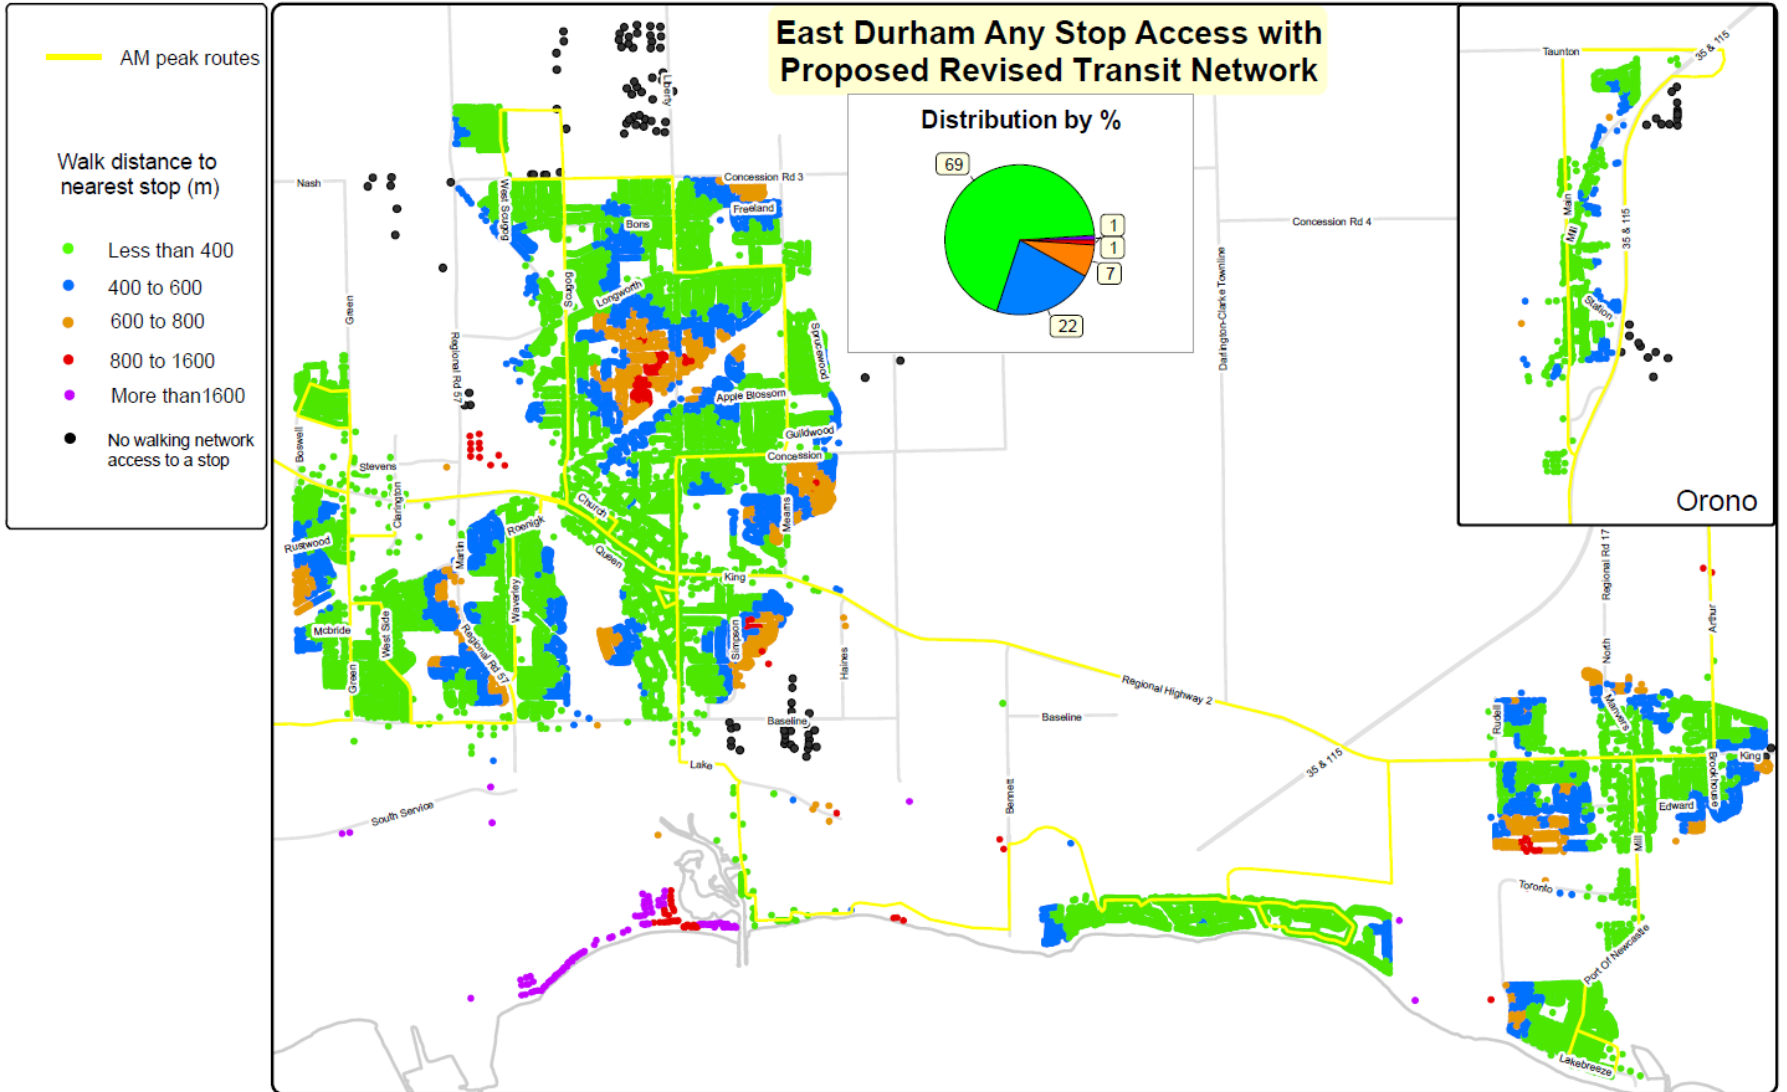 AM peak routes
Walk distance to
nearest stop (m)
Less than 400
400 to 600
600 to 800
800 to 1600
More than1600
No walking network
access to a stop
East Durham Any Stop Access with
Proposed Revised Transit Network
Distribution by %
69
1
1
7
22
Orono
Taunton
35 & 115
Main
Mill
35 & 115
Station
Liberty
Nash
West Scugog
Concession Rd 3
Freeland
Bons
Concession Rd 4
Scugog
Longworth
Green
Regional Rd 57
Sprucewood
Darlington-Clarke Townline
Apple Blossom
Guildwood
Concession
Boswell
Stevens
Clarington
Church
Mearns
Roenigk
Rustwood
Martin
Queen
King
Waverley
Mcbride
West Side
Regional Rd 57
Simpson
Haines
Green
Regional Highway 2
Baseline
Baseline
Lake
35 & 115
Bennett
South Service
Regional Rd 17
Arthur
North
Manvers
Rudell
King
Brookhouse
Edward
Mill
Toronto
Port Of Newcastle
Lakebreeze